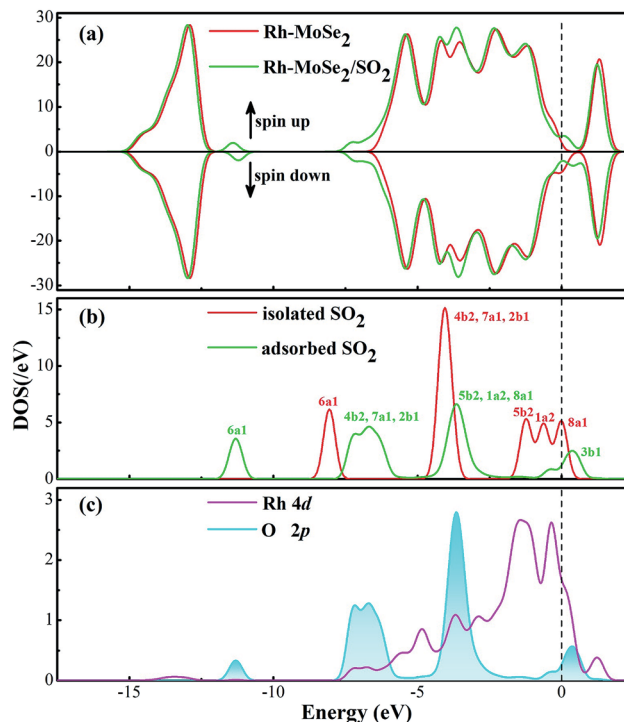 30
(a)
Rh-MoSe2
20
Rh-MoSe2/SO2
10
spin up
0
spin down
-10
-20
-30
15
(b)
isolated SO2
4b2, 7a1, 2b1
adsorbed SO2
10
DOS(/eV)
6a1
4b2, 7a1, 2b1
5b2, 1a2, 8a1
5b2
1a2
8a1
5
6a1
3b1
0
3
(c)
Rh 4d
O 2p
2
1
0
-15
-10
-5
0
Energy (eV)